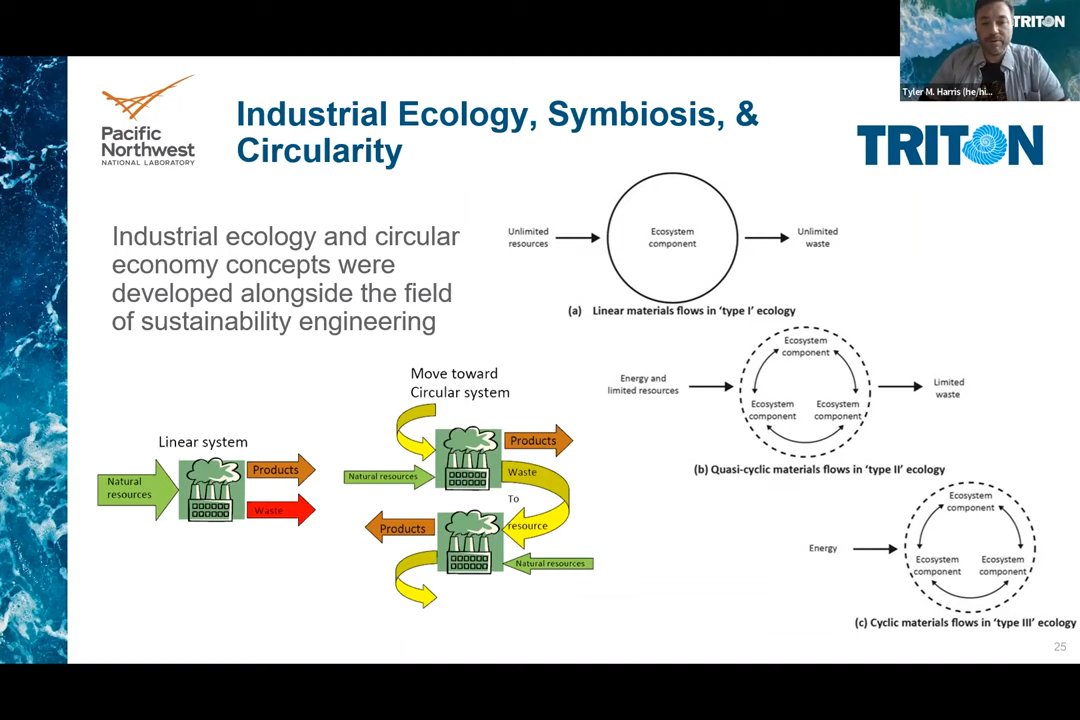 TRITON
Tyler M. Harris (he/hi...
Pacific
Northwest
NATIONAL LABORATORY
Industrial Ecology, Symbiosis, &
Circularity
TRITON
Industrial ecology and circular
economy concepts were
developed alongside the field
of sustainability engineering
Linear system
Natural
resources
Products
Waste
Move toward
Circular system
Natural resources
Products
Waste
To
resource
Products
Natural resources
Unlimited
resources
Ecosystem
component
Unlimited
waste
(a) Linear materials flows in ‘type I’ ecology
Energy and
limited resources
Ecosystem
component
Ecosystem
component
Ecosystem
component
Limited
waste
(b) Quasi-cyclic materials flows in ‘type II’ ecology
Energy
Ecosystem
component
Ecosystem
component
Ecosystem
component
(c) Cyclic materials flows in ‘type III’ ecology
25